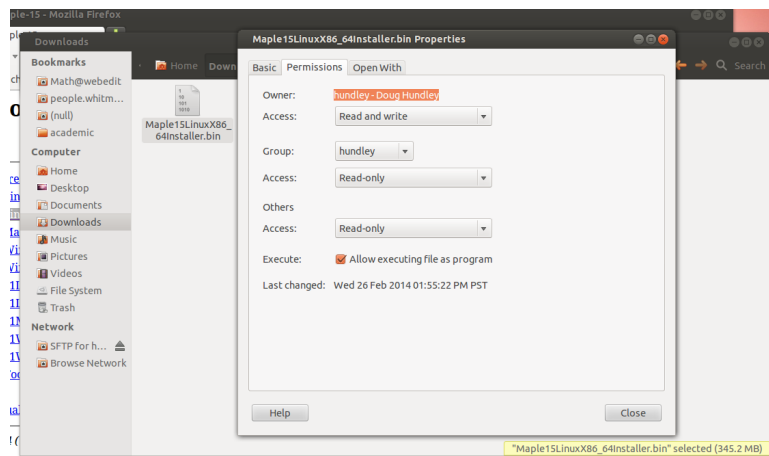 ple-15 - Mozilla Firefox
Downloads
Bookmarks
Math@webedit
people.whitm...
(null)
academic
Computer
Home
Desktop
Documents
Downloads
Music
Pictures
Videos
File System
Trash
Network
SFTP for h...
Browse Network
Home Down
Search
Maple15LinuxX86_
64Installer.bin
Maple15LinuxX86_64Installer.bin Properties
Basic Permissions Open With
Owner: hundley - Doug Hundley
Access: Read and write
Group: hundley
Access: Read-only
Others
Access: Read-only
Execute: Allow executing file as program
Last changed: Wed 26 Feb 2014 01:55:22 PM PST
Help Close
"Maple15LinuxX86_64Installer.bin" selected (345.2 MB)